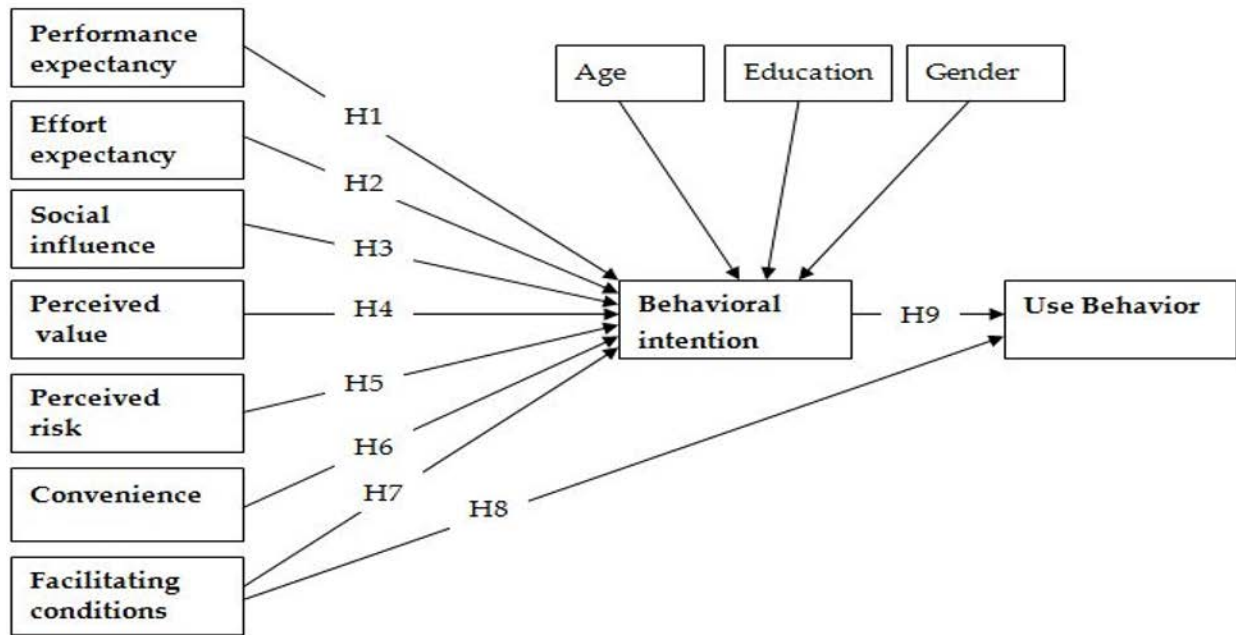 Performance
expectancy
Effort
expectancy
Social
influence
Perceived
value
Perceived
risk
Convenience
Facilitating
conditions
H1
H2
H3
H4
H5
H6
H7
H8
Age
Education
Gender
Behavioral
intention
H9
Use Behavior